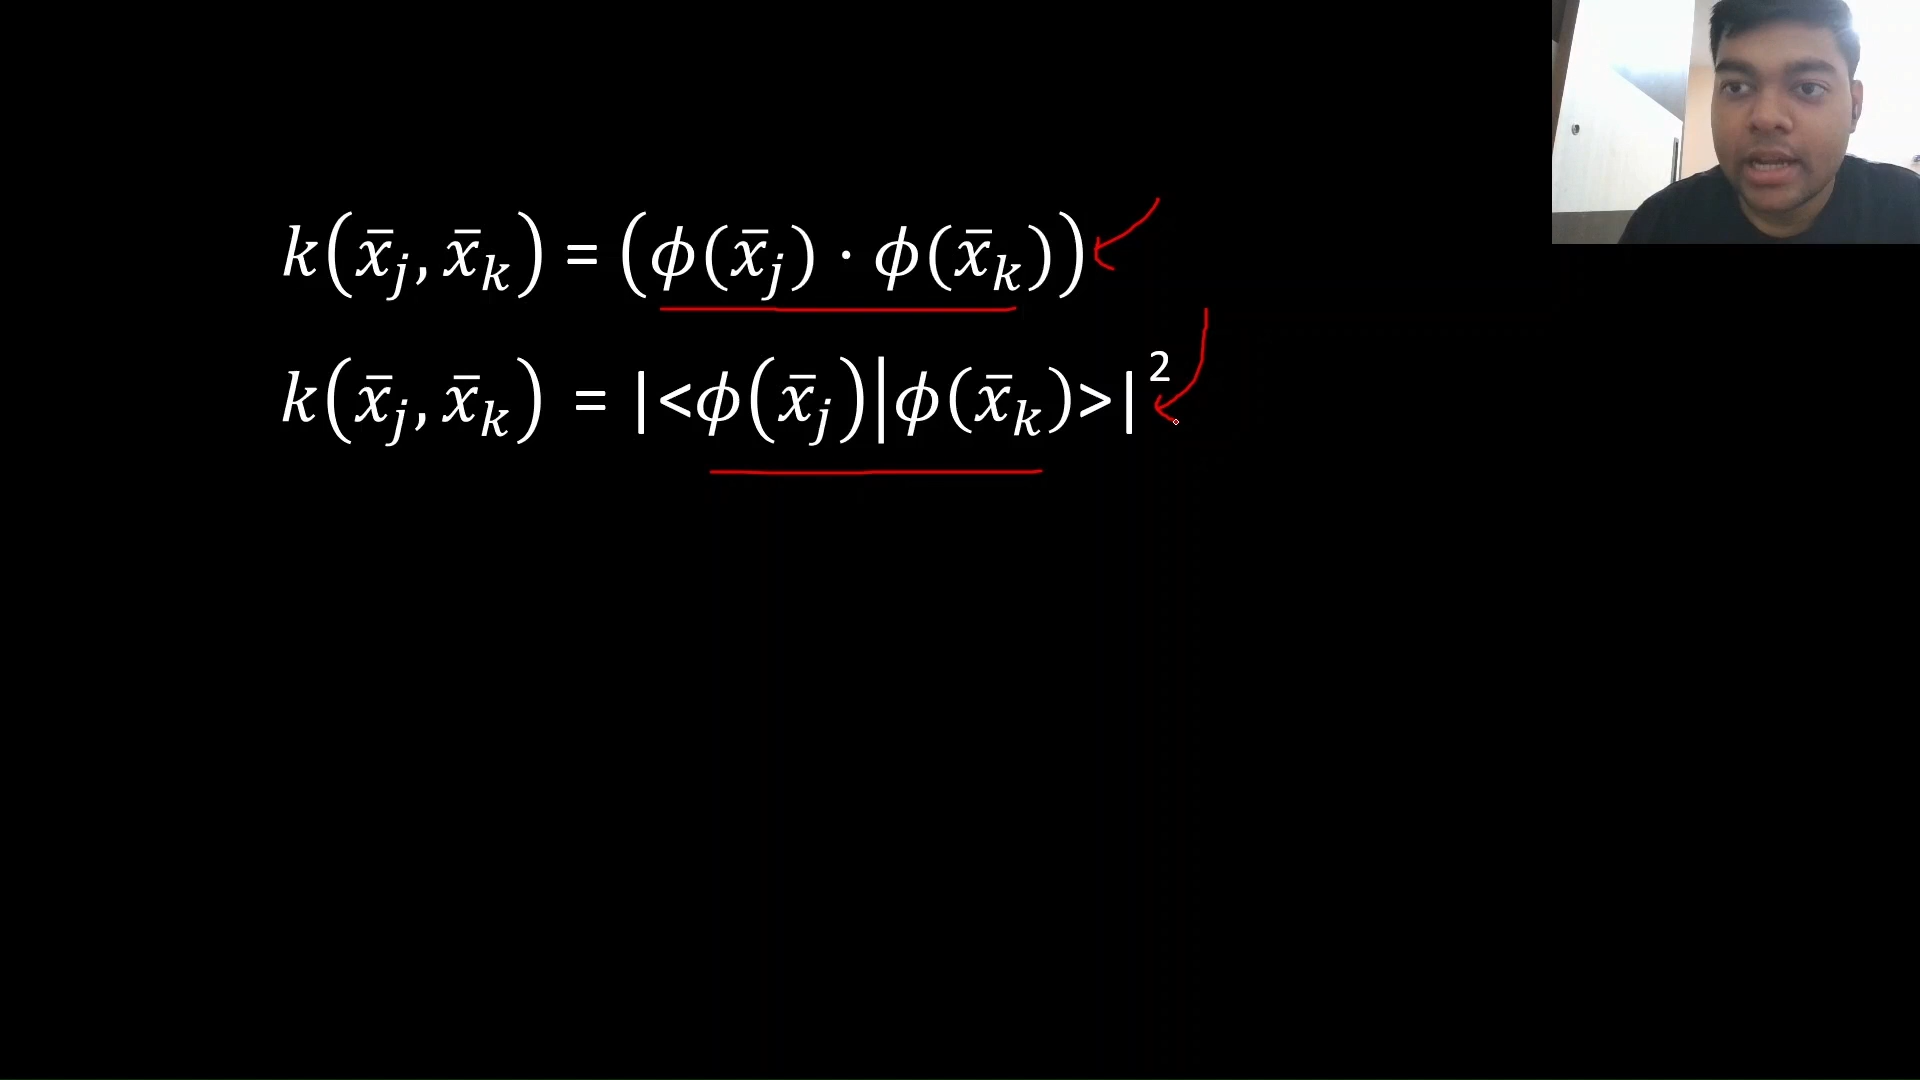 k(x̄ⱼ, x̄ₖ) = (ϕ(x̄ⱼ) · ϕ(x̄ₖ))
k(x̄ⱼ, x̄ₖ) = |<ϕ(x̄ⱼ)|ϕ(x̄ₖ)>|²